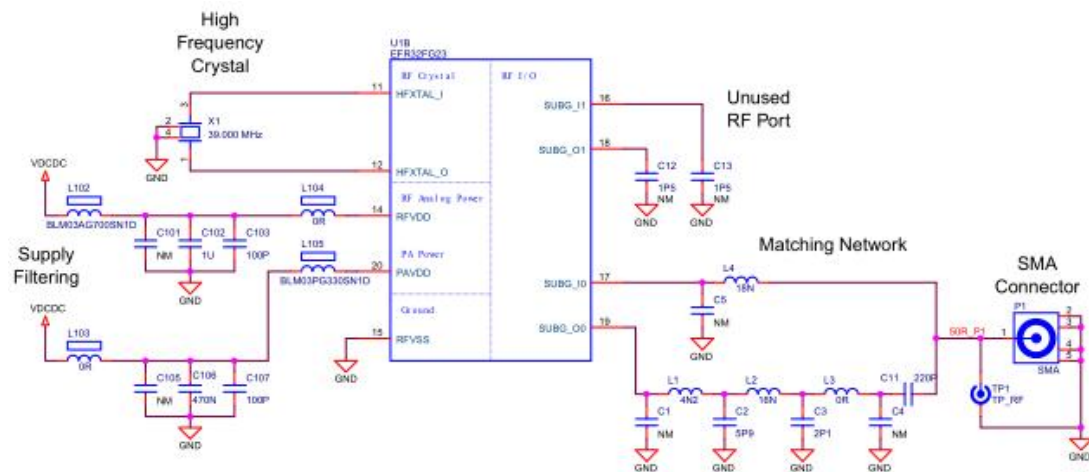 High
Frequency
Crystal
U1B
EFR32FG23
RF Crystal
RF I/O
11
HFXTAL_I
16
SUBG_I1
Unused
RF Port
3
2
4
X1
39.000 MHz
1
GND
18
SUBG_O1
C12
1P5
NM
GND
C13
1P5
NM
GND
12
HFXTAL_O
VDCDC
L102
BLM03AG700SN1D
L104
0R
RF Analog Power
14
RFVDD
C101
NM
C102
1U
C103
100P
GND
L105
BLM03PG330SN1D
PA Power
20
PAVDD
Supply
Filtering
VDCDC
L103
0R
Ground
15
RFVSS
GND
C105
NM
C106
470N
C107
100P
GND
Matching Network
17
SUBG_I0
L4
18N
C5
NM
GND
19
SUBG_O0
SMA
Connector
P1
50R_P1
1
2
3
4
5
SMA
L1
4N2
L2
18N
L3
0R
C11
220P
TP1
TP_RF
C1
NM
C2
5P9
C3
2P1
C4
NM
GND
GND
GND
GND
GND